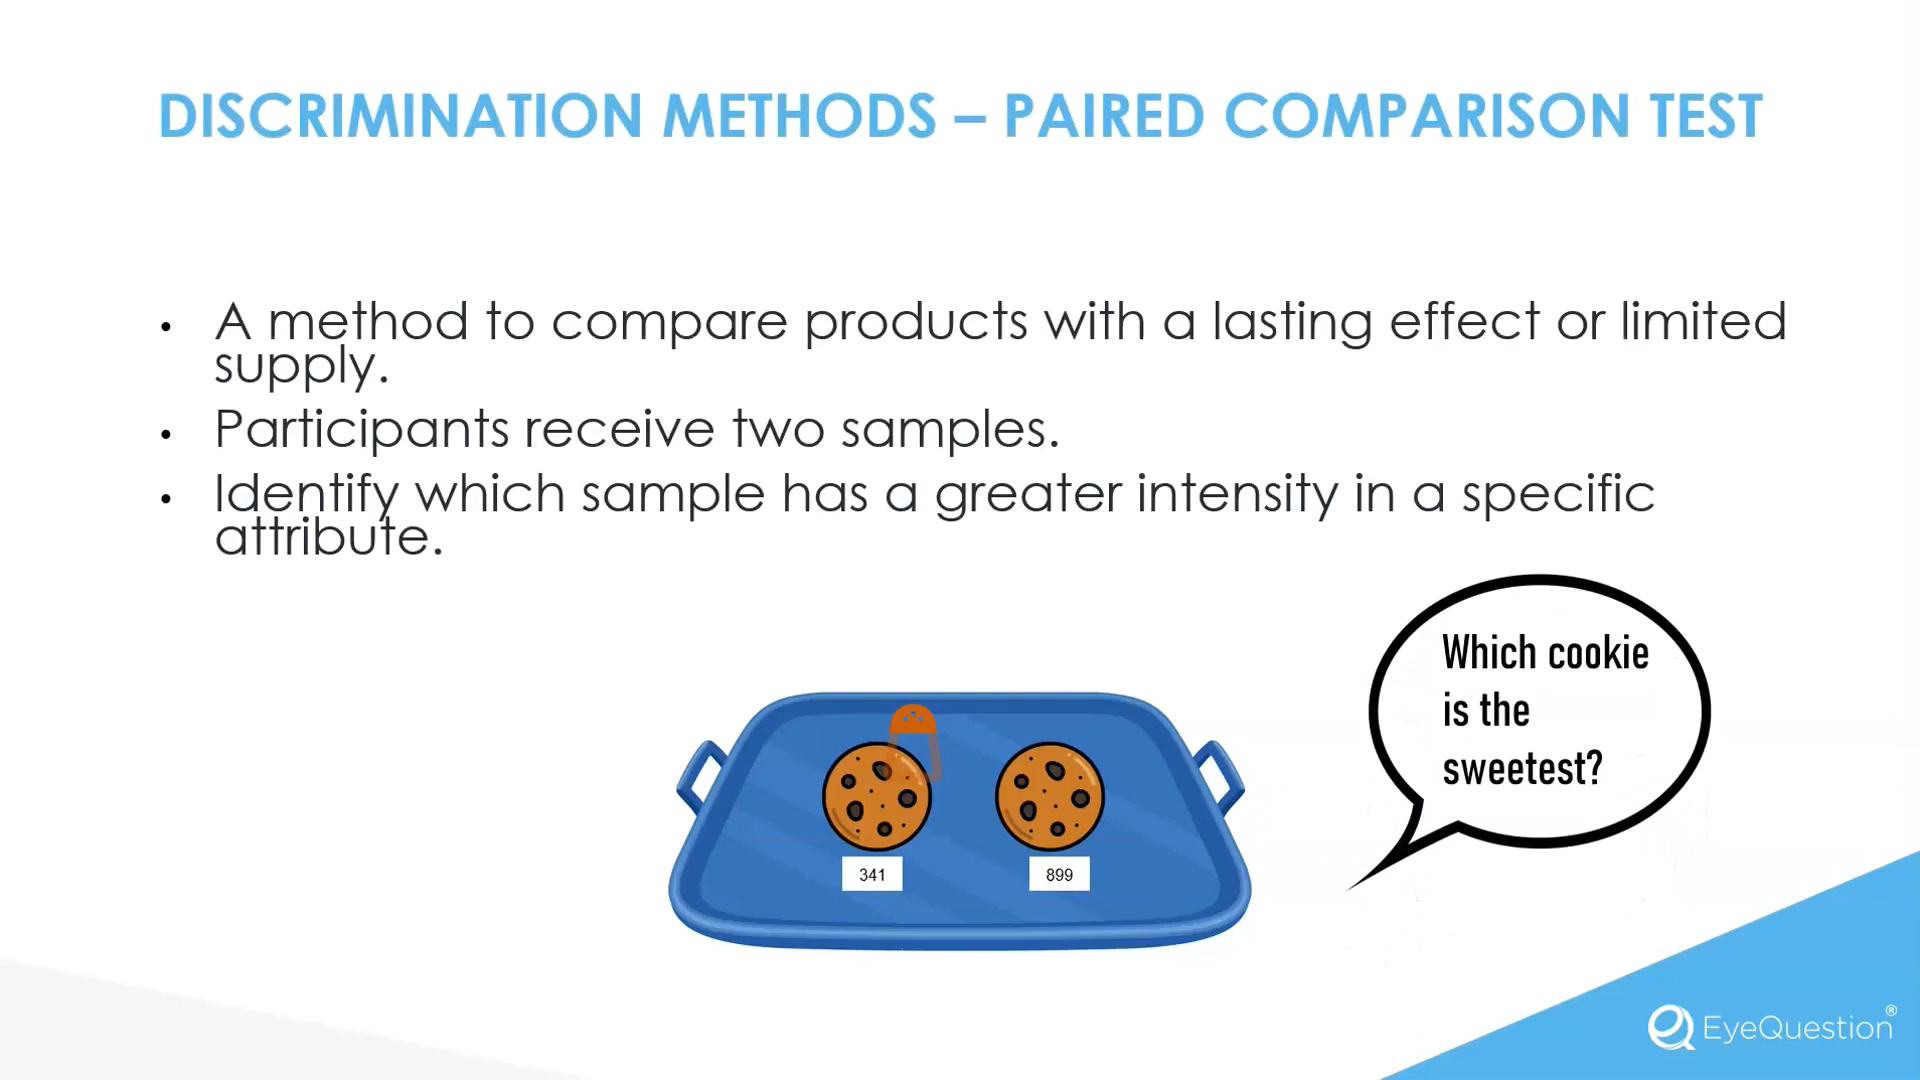 DISCRIMINATION METHODS – PAIRED COMPARISON TEST
• A method to compare products with a lasting effect or limited
supply.
• Participants receive two samples.
• Identify which sample has a greater intensity in a specific
attribute.
Which cookie
is the
sweetest?
341
899
EyeQuestion®